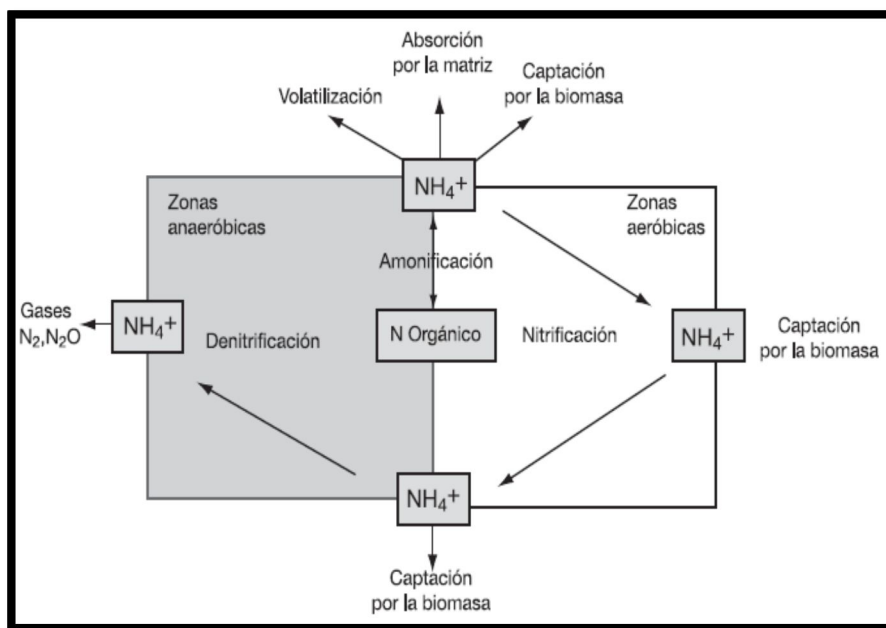 Absorción
por la matriz
Captación
por la biomasa
Volatilización
NH₄+
Zonas
anaeróbicas
Zonas
aeróbicas
Amonificación
Gases
N₂,N₂O
NH₄+
Denitrificación
N Orgánico
Nitrificación
NH₄+
Captación
por la biomasa
NH₄+
Captación
por la biomasa